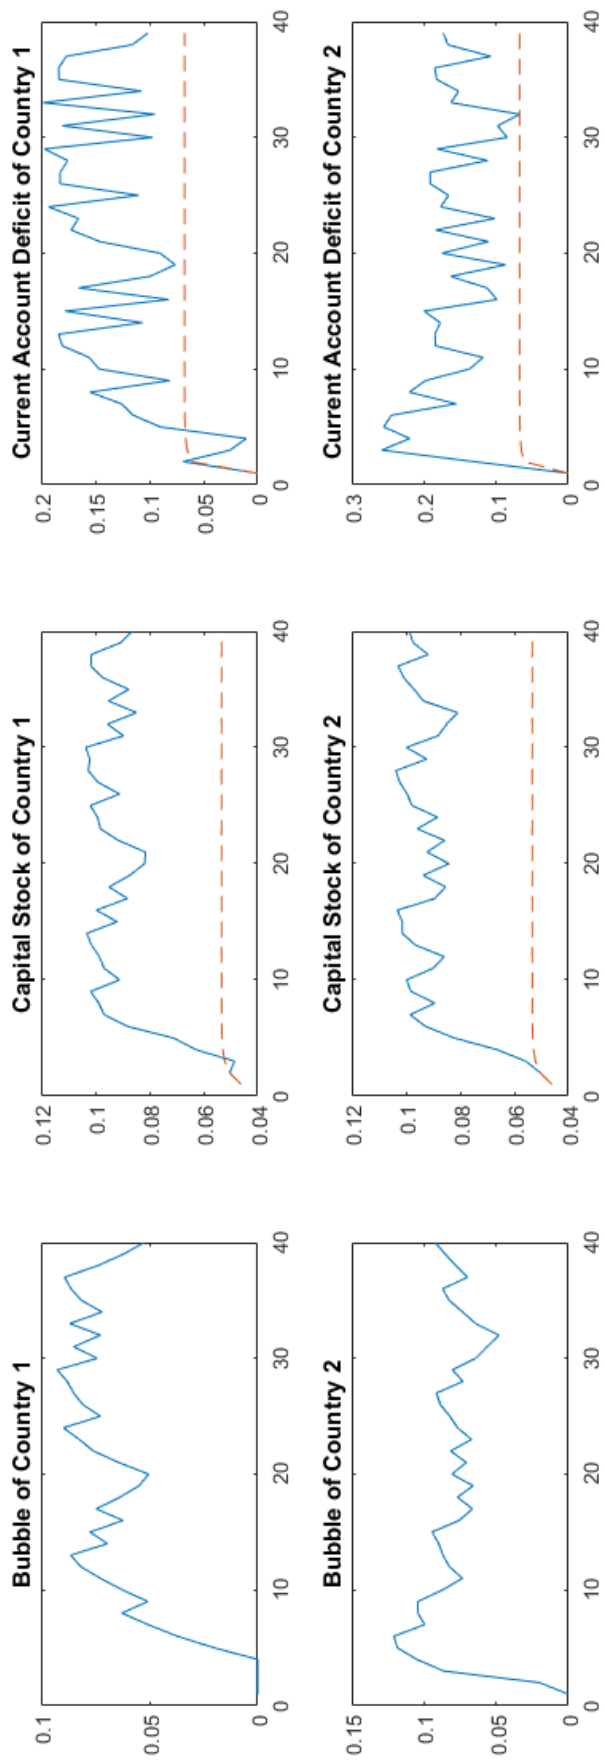 Bubble of Country 1
0.1
0.05
0
0 10 20 30 40
Capital Stock of Country 1
0.12
0.1
0.08
0.06
0.04
0 10 20 30 40
Current Account Deficit of Country 1
0.2
0.15
0.1
0.05
0
0 10 20 30 40
Bubble of Country 2
0.15
0.1
0.05
0
0 10 20 30 40
Capital Stock of Country 2
0.12
0.1
0.08
0.06
0.04
0 10 20 30 40
Current Account Deficit of Country 2
0.3
0.2
0.1
0
0 10 20 30 40